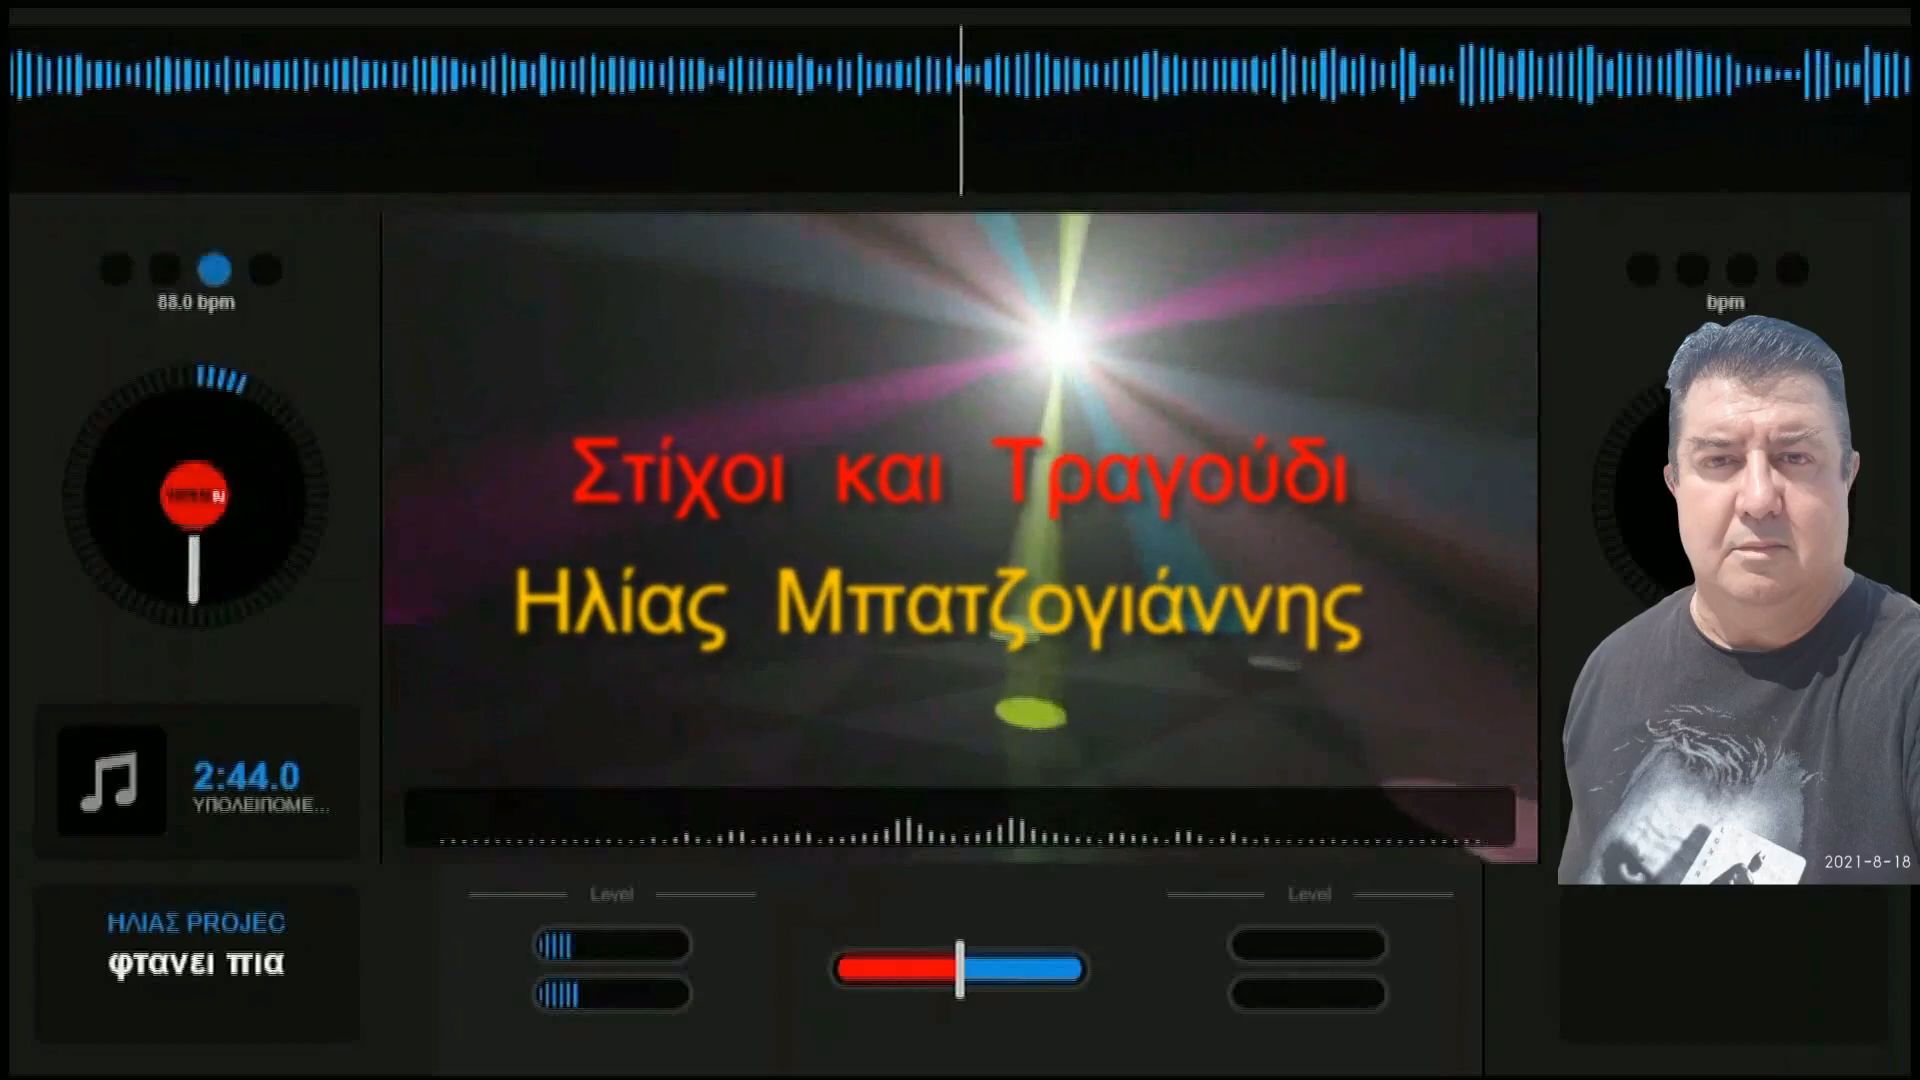 88.0 bpm
bpm
Στίχοι και Τραγούδι
Ηλίας Μπατζογιάννης
2:44.0
ΥΠΟΛΕΙΠΟΜΕ...
2021-8-18
Level
Level
ΗΛΙΑΣ PROJEC
φτανει πια